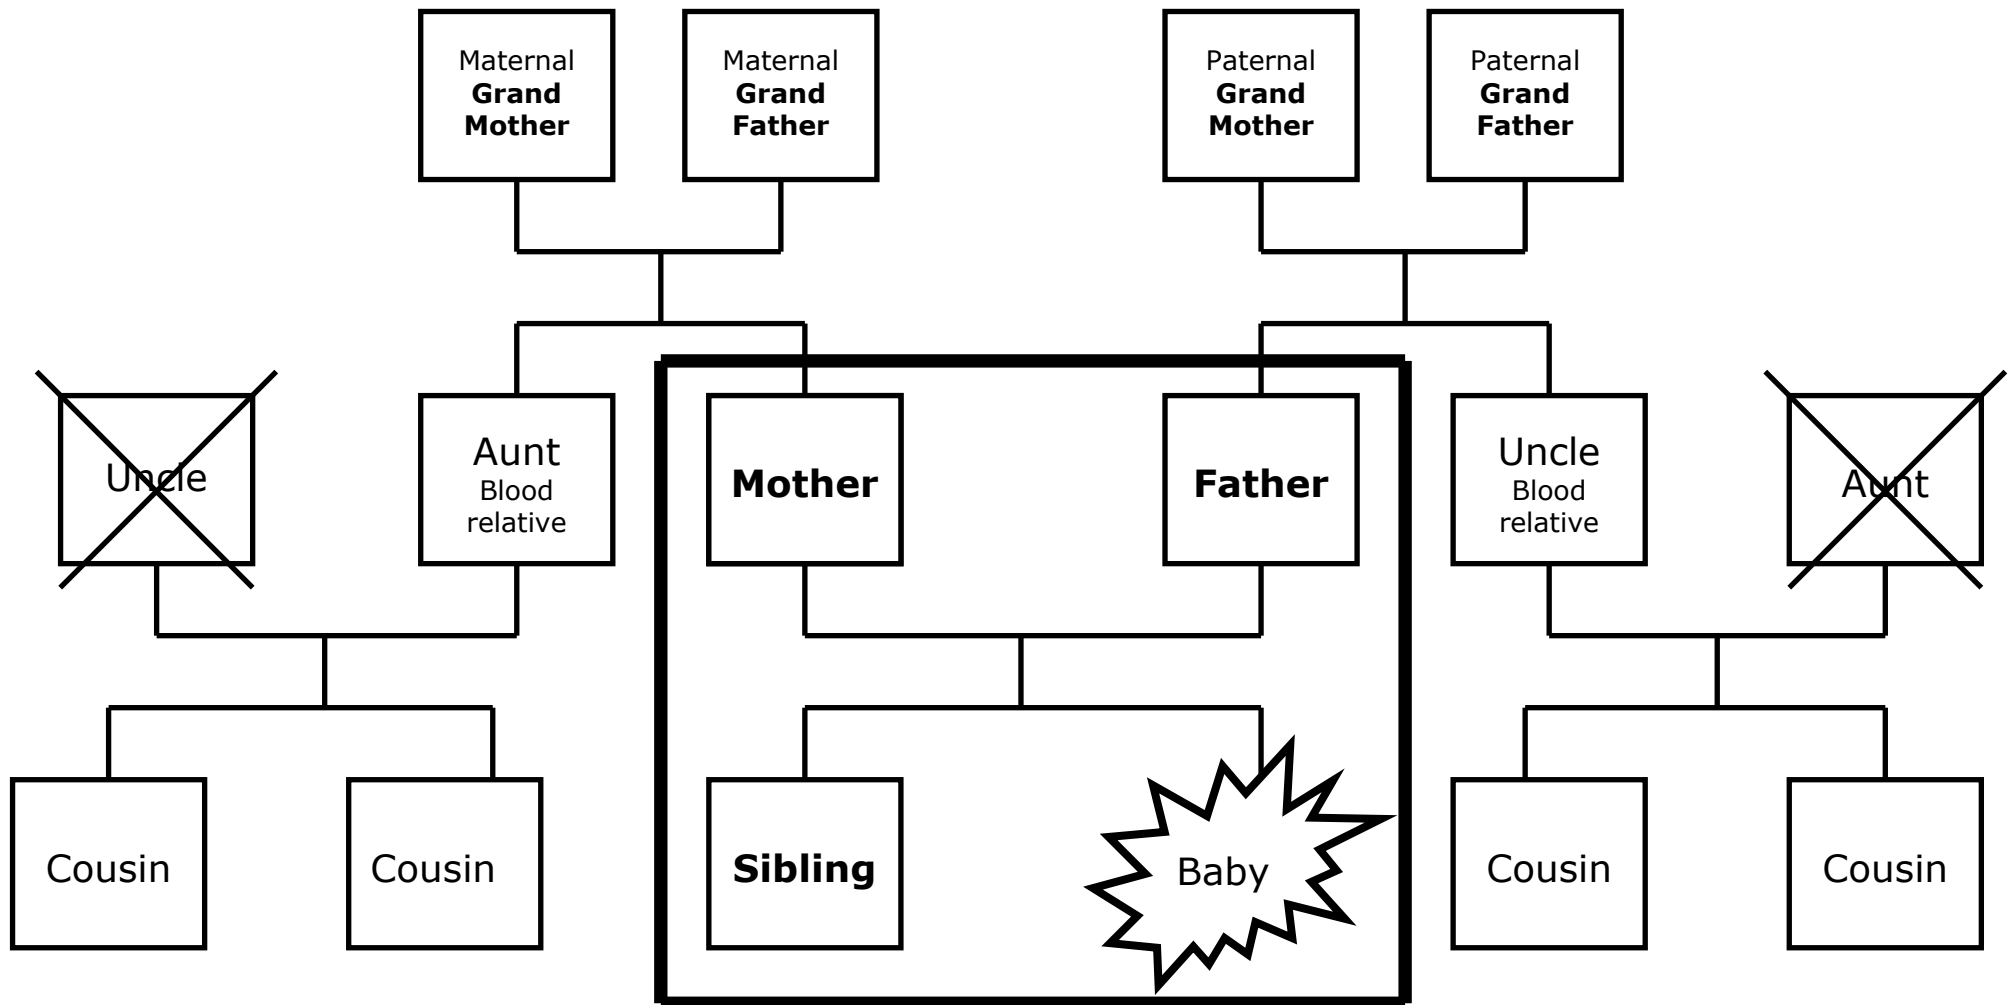 Maternal
Grand
Mother
Maternal
Grand
Father
Paternal
Grand
Mother
Paternal
Grand
Father
Uncle
Aunt
Blood
relative
Mother
Father
Uncle
Blood
relative
Aunt
Cousin
Cousin
Sibling
Baby
Cousin
Cousin